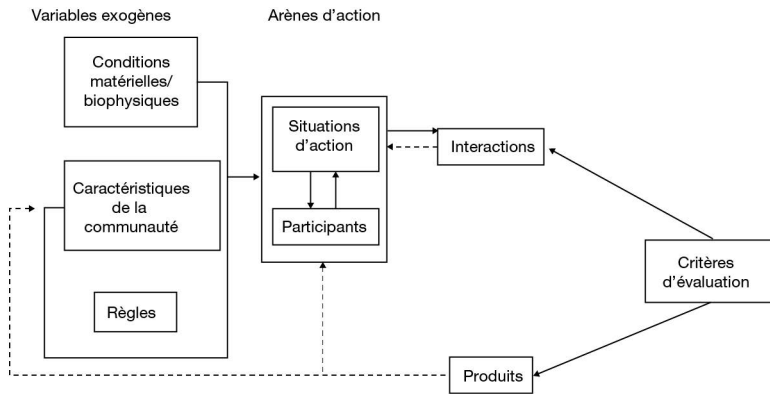 Variables exogènes
Arènes d'action
Conditions
matérielles/
biophysiques
Situations
d'action
Interactions
Caractéristiques
de la
communauté
Participants
Critères
d'évaluation
Règles
Produits